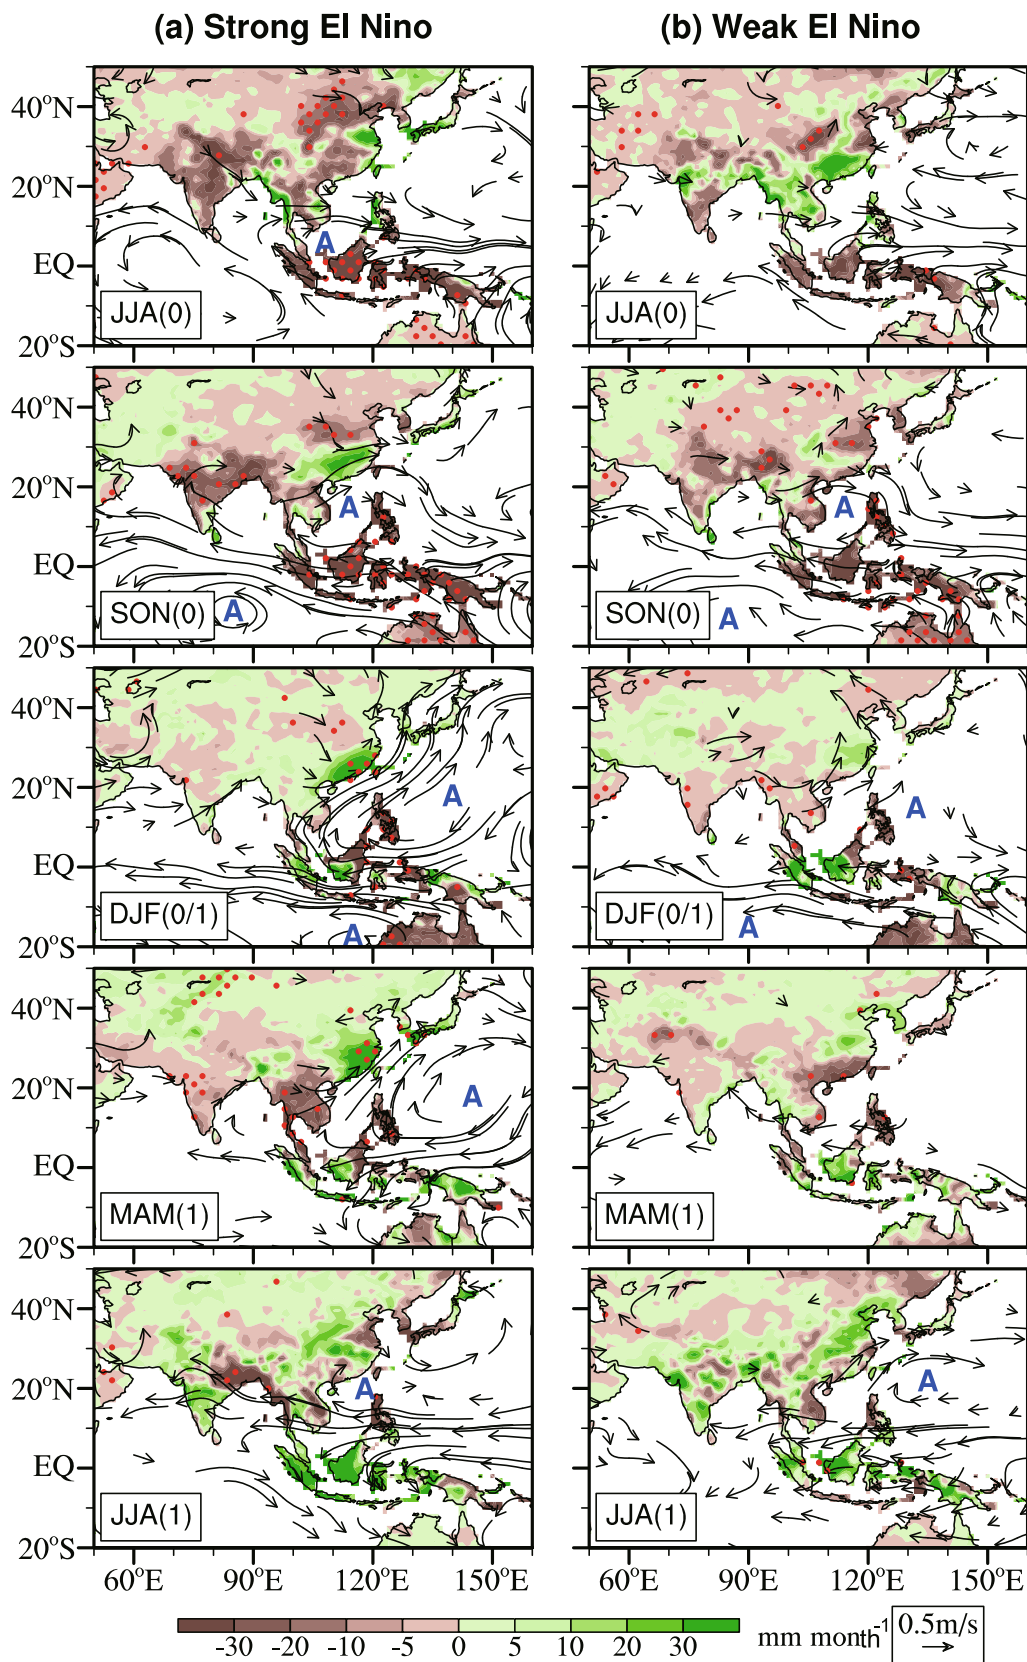 (a) Strong El Nino
(b) Weak El Nino
40°N
20°N
EQ
20°S
A
JJA(0)
JJA(0)
40°N
20°N
EQ
20°S
A
A
SON(0)
A
A
SON(0)
40°N
20°N
EQ
20°S
A
A
DJF(0/1)
A
A
DJF(0/1)
40°N
20°N
EQ
20°S
A
MAM(1)
MAM(1)
40°N
20°N
EQ
20°S
A
JJA(1)
A
JJA(1)
60°E 90°E 120°E 150°E
60°E 90°E 120°E 150°E
-30 -20 -10 -5 0 5 10 20 30
mm month⁻¹
0.5m/s